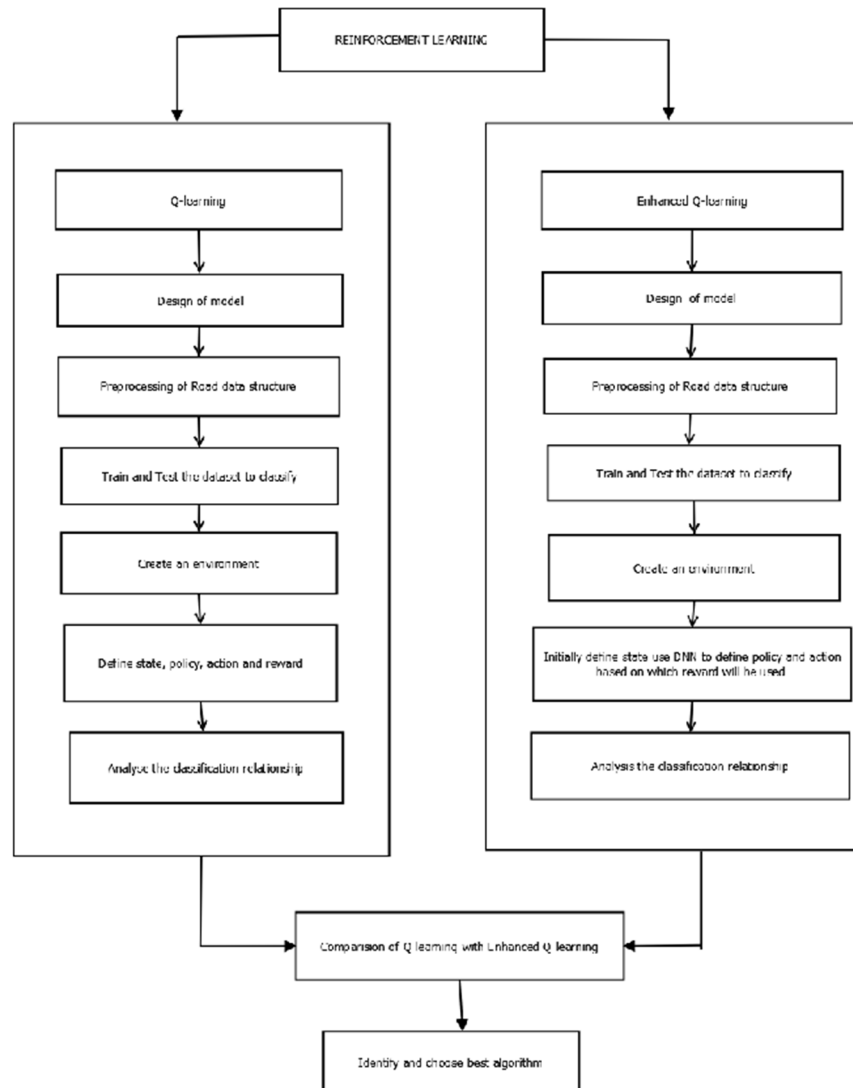 REINFORCEMENT LEARNING
Q-learning
Design of model
Preprocessing of Road data structure
Train and Test the dataset to classify
Create an environment
Define state, policy, action and reward
Analyse the classification relationship
Enhanced Q-learning
Design of model
Preprocessing of Road data structure
Train and Test the dataset to classify
Create an environment
Initially define state use DNN to define policy and action
based on which reward will be used
Analysis the classification relationship
Comparision of Q learning with Enhanced Q learning
Identify and choose best algorithm